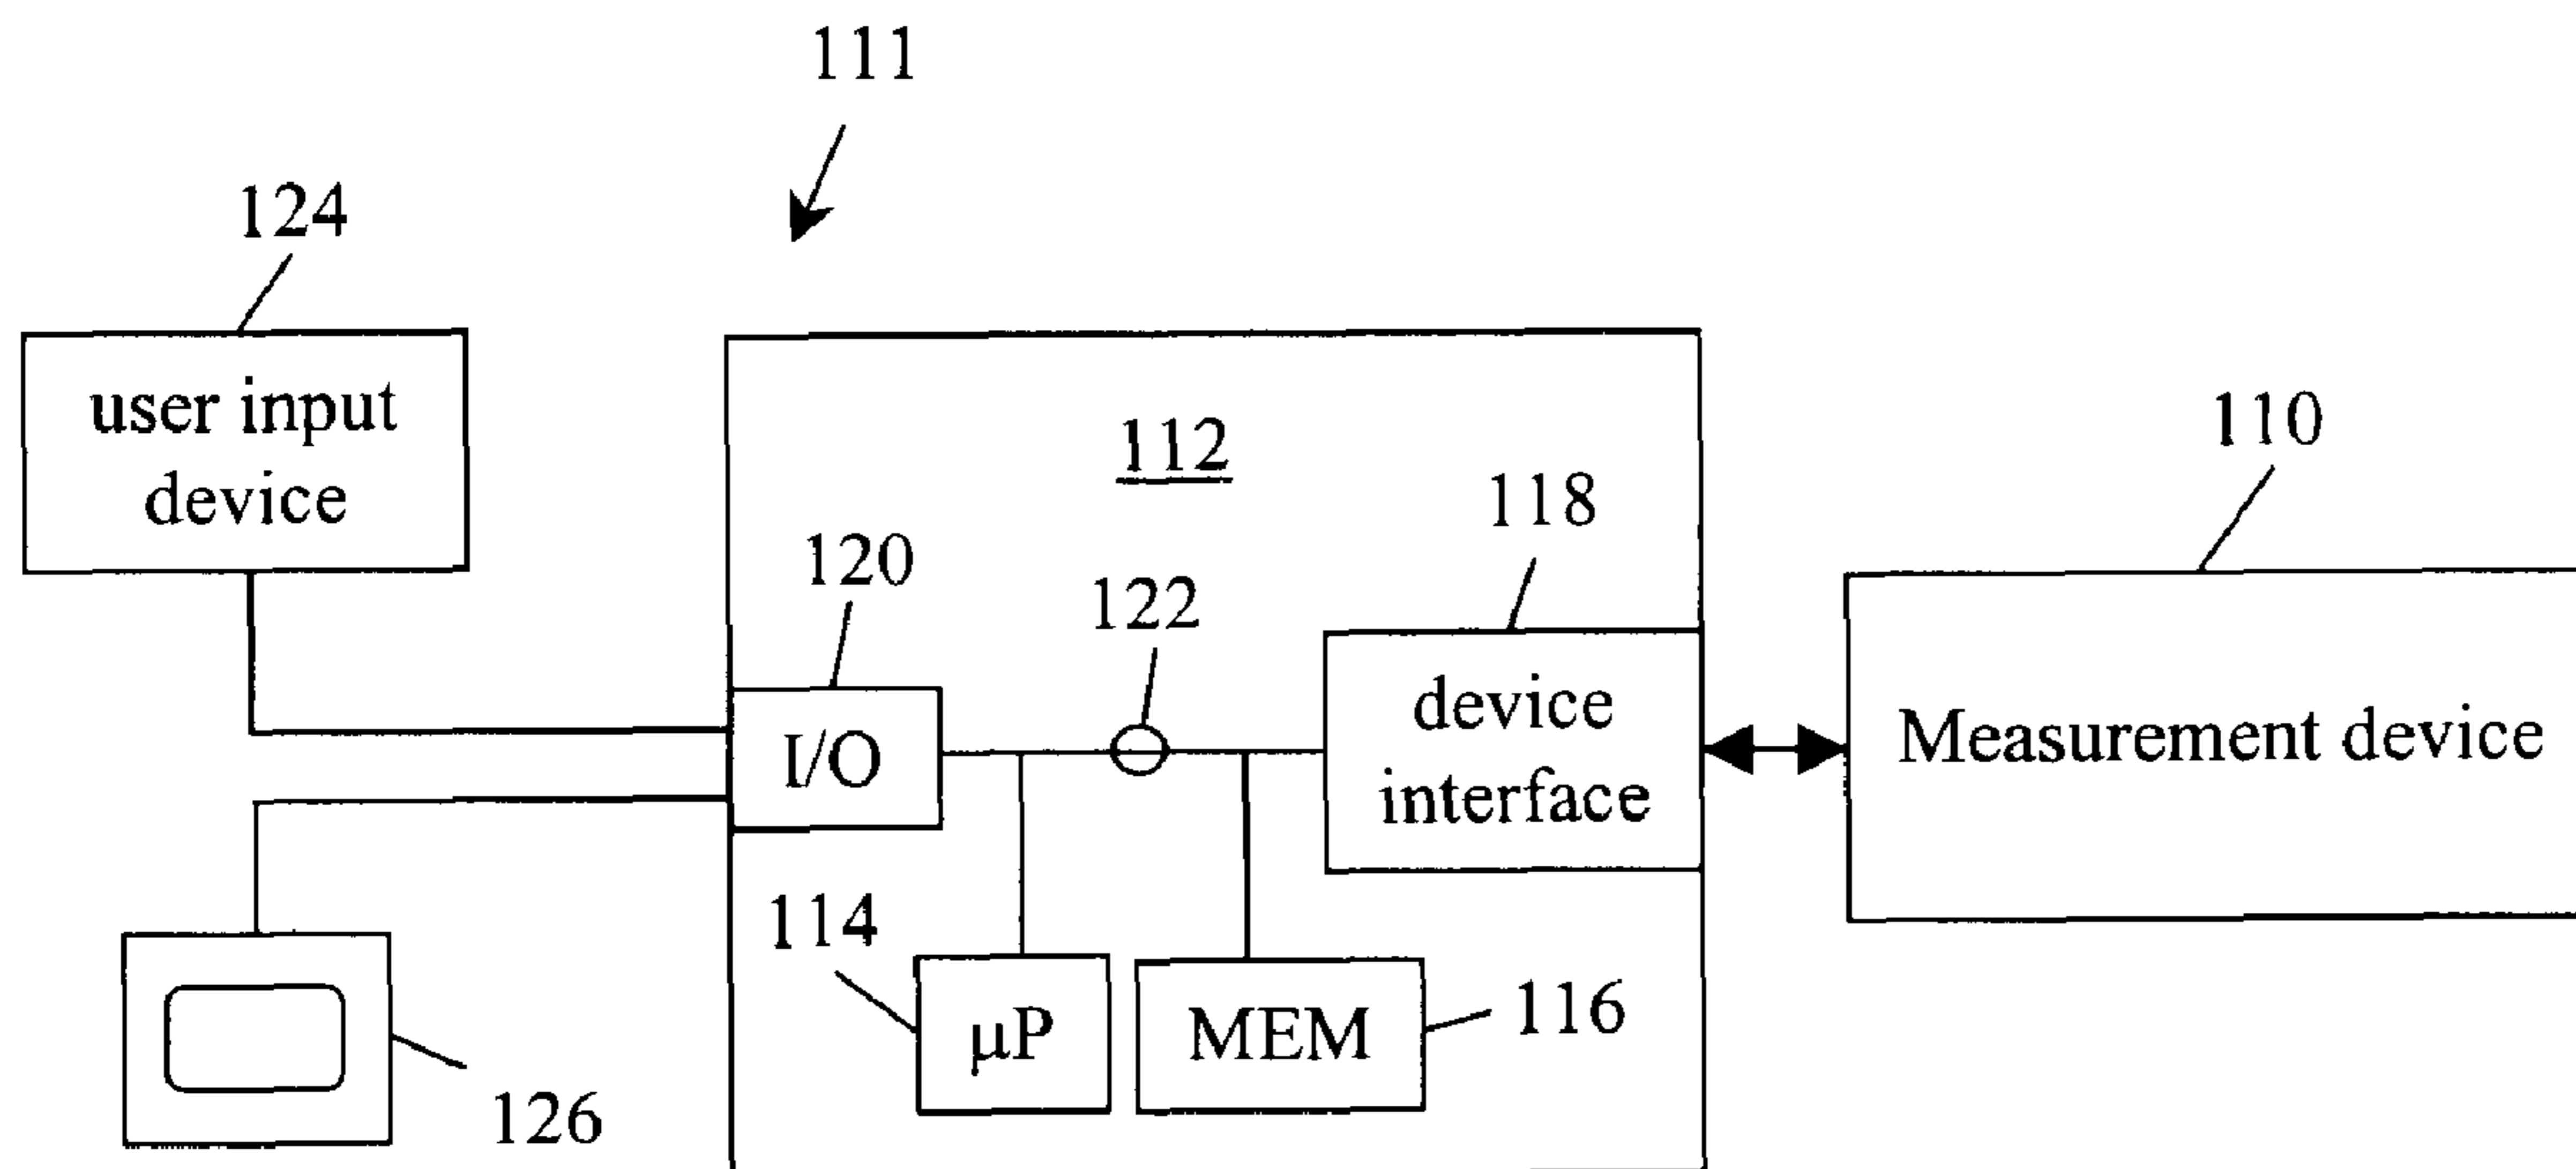 111
124
user input
device
112
110
118
120
122
device
interface
I/O
Measurement device
114
μP
MEM
116
126